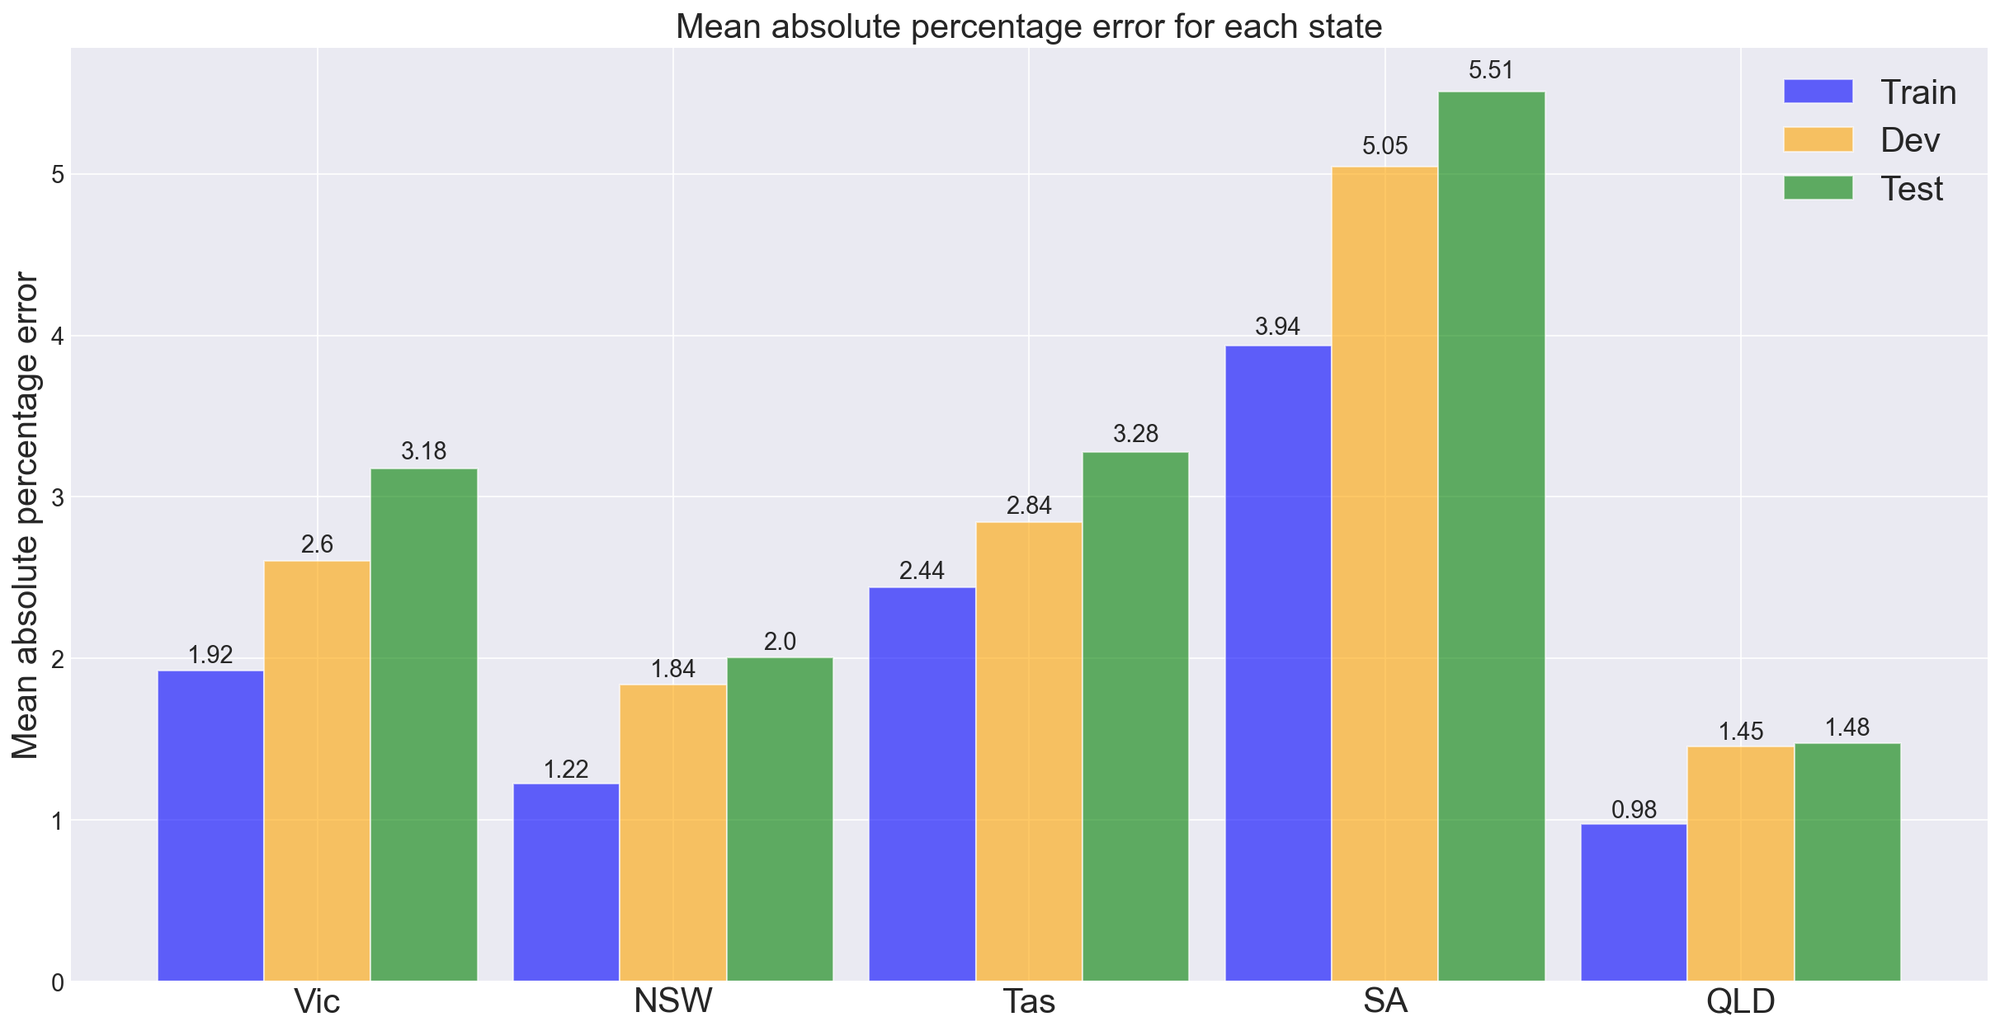 Mean absolute percentage error for each state
Mean absolute percentage error
5
4
3
2
1
0
1.92
2.6
3.18
1.22
1.84
2.0
2.44
2.84
3.28
3.94
5.05
5.51
0.98
1.45
1.48
Train
Dev
Test
Vic
NSW
Tas
SA
QLD